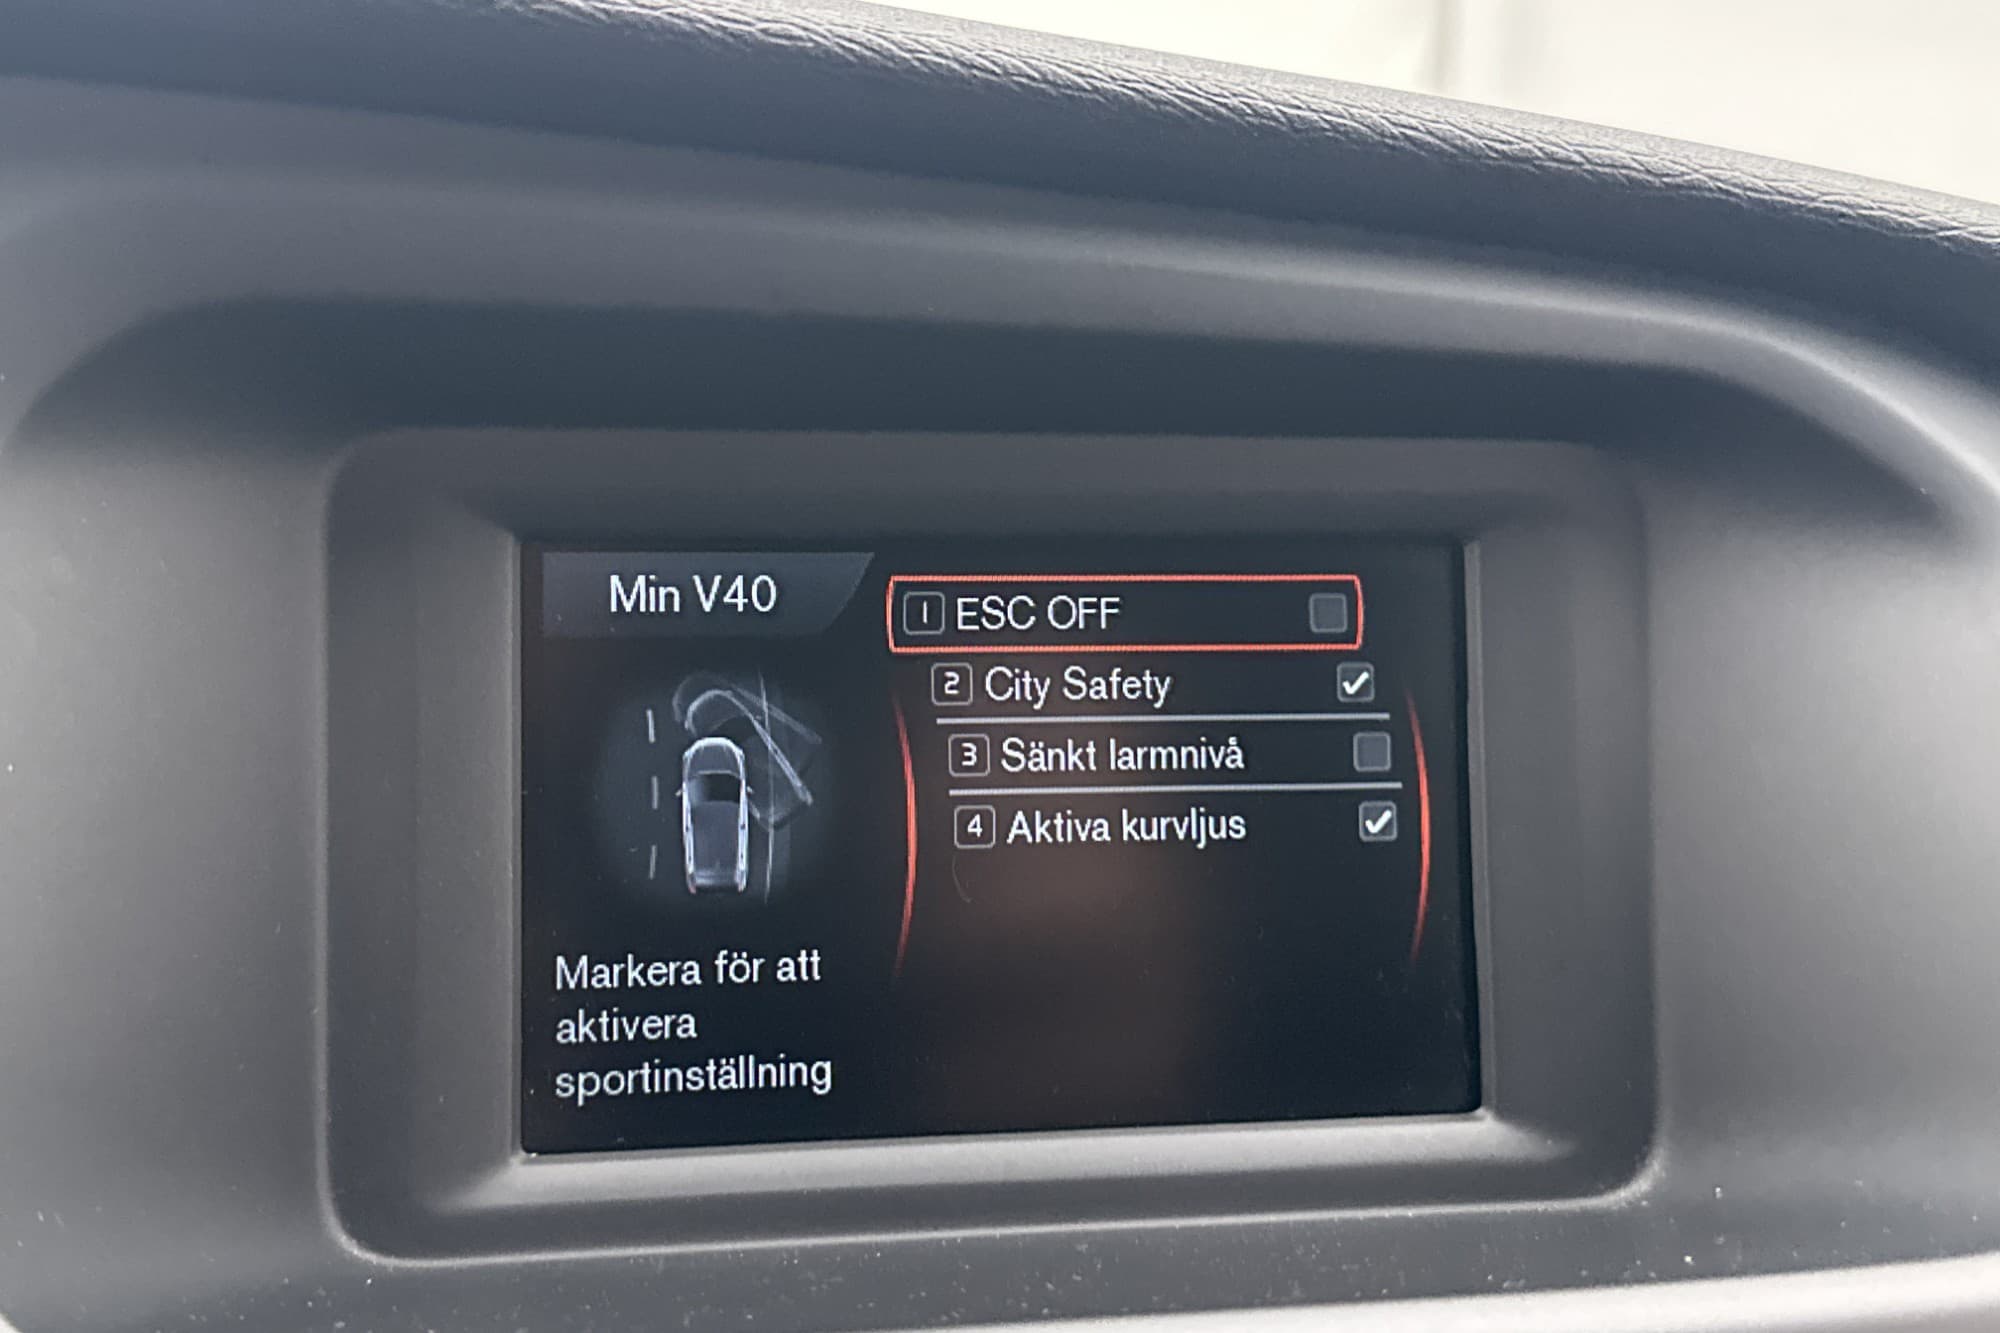 Min V40
1 ESC OFF
2 City Safety
3 Sänkt larmnivå
4 Aktiva kurvljus
Markera för att
aktivera
sportinställning